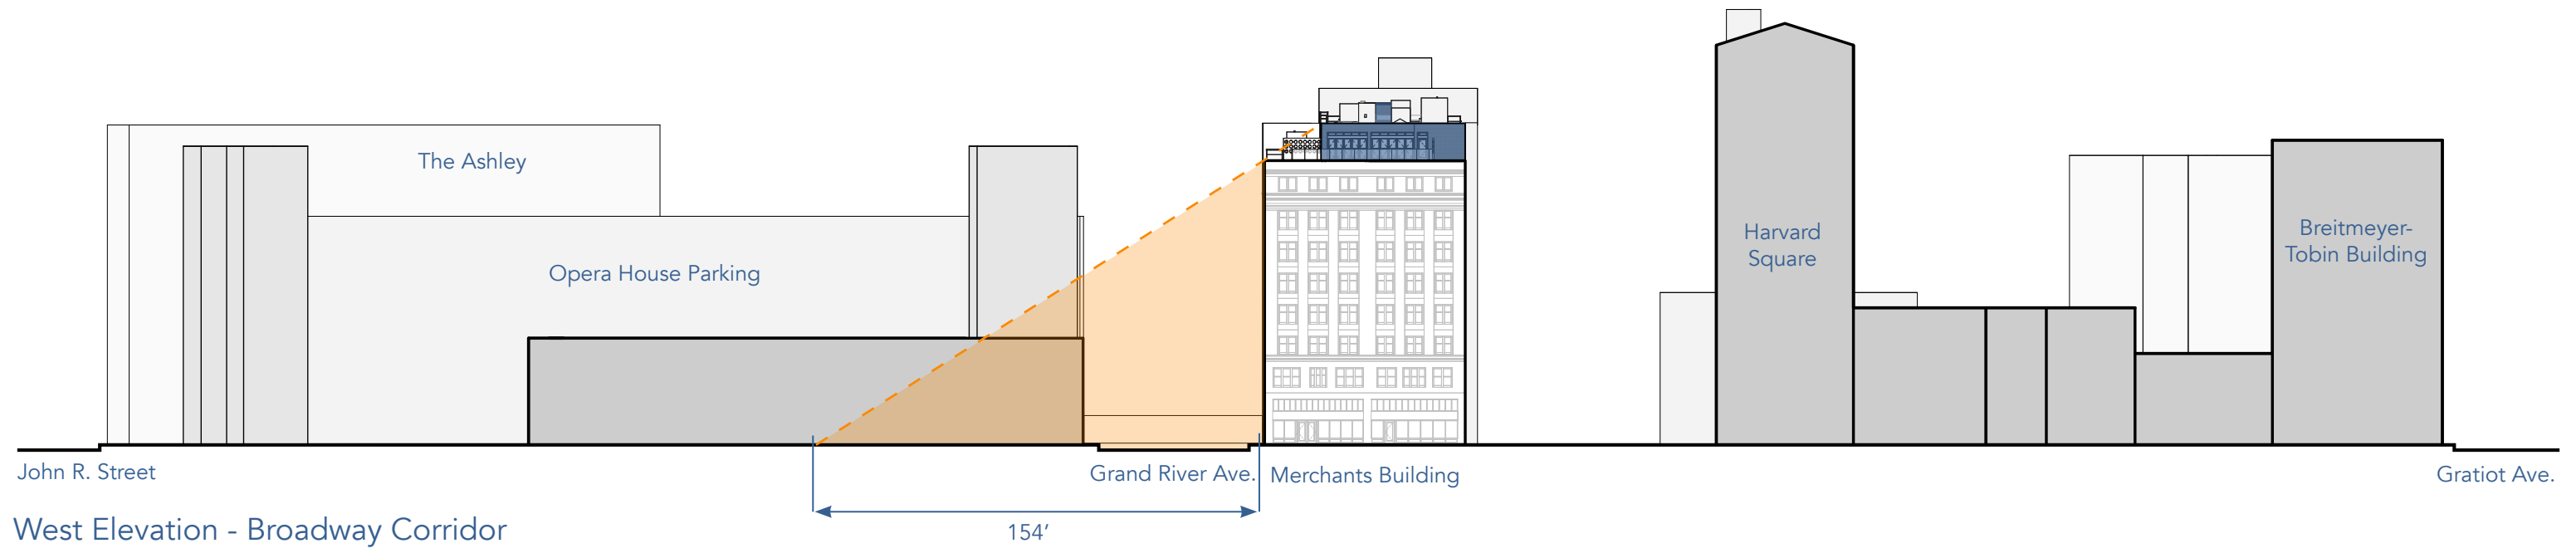 The Ashley
Opera House Parking
Harvard
Square
Breitmeyer-
Tobin Building
John R. Street
Grand River Ave.
Merchants Building
Gratiot Ave.
West Elevation - Broadway Corridor
154’